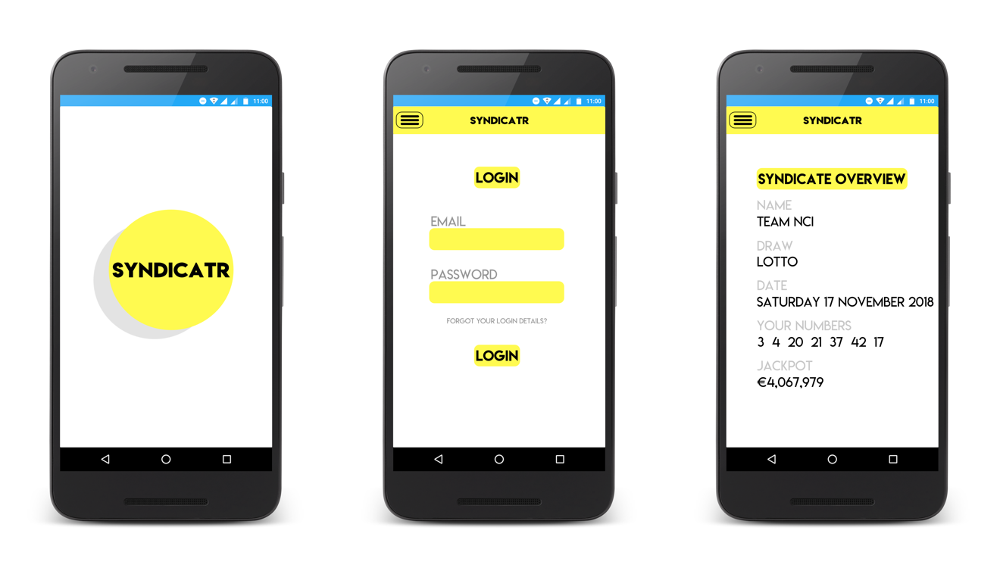 11:00
SYNDICATR
11:00
SYNDICATR
LOGIN
EMAIL
PASSWORD
FORGOT YOUR LOGIN DETAILS?
LOGIN
11:00
SYNDICATR
SYNDICATE OVERVIEW
NAME
TEAM NCI
DRAW
LOTTO
DATE
SATURDAY 17 NOVEMBER 2018
YOUR NUMBERS
3 4 20 21 37 42 17
JACKPOT
€4,067,979